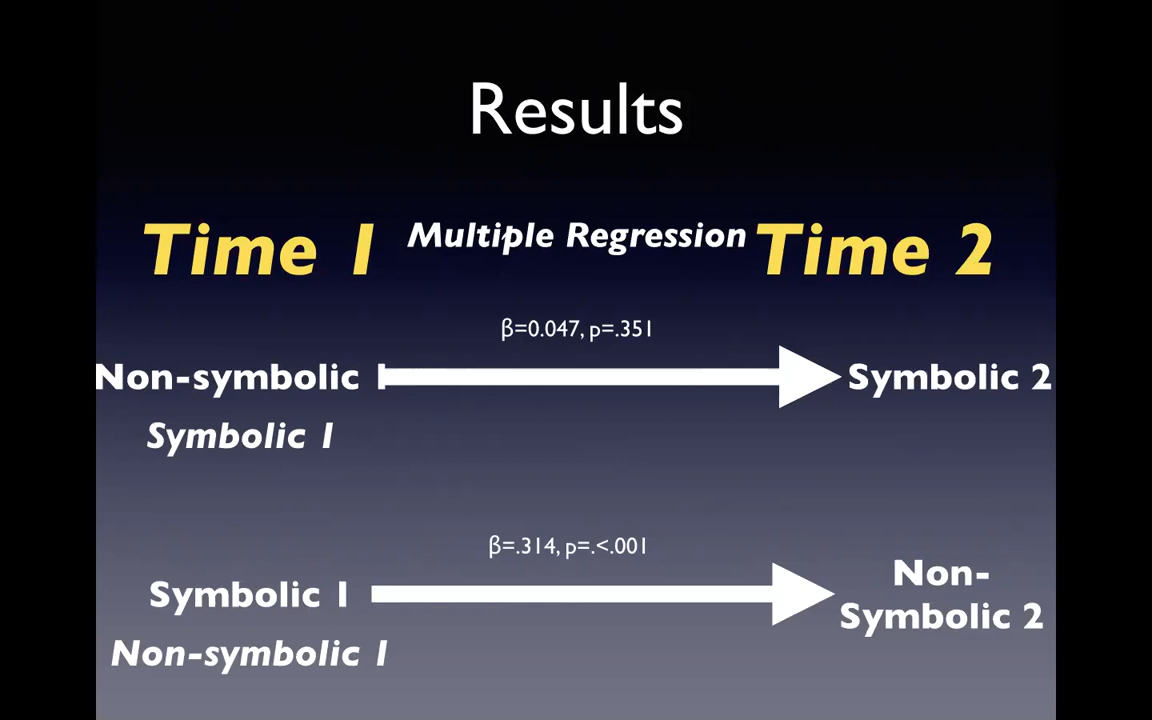 Results
Time 1 Multiple Regression Time 2
β=0.047, p=.351
Non-symbolic 1 Symbolic 2
Symbolic 1
β=.314, p=.<.001
Symbolic 1 Non-
Symbolic 2
Non-symbolic 1